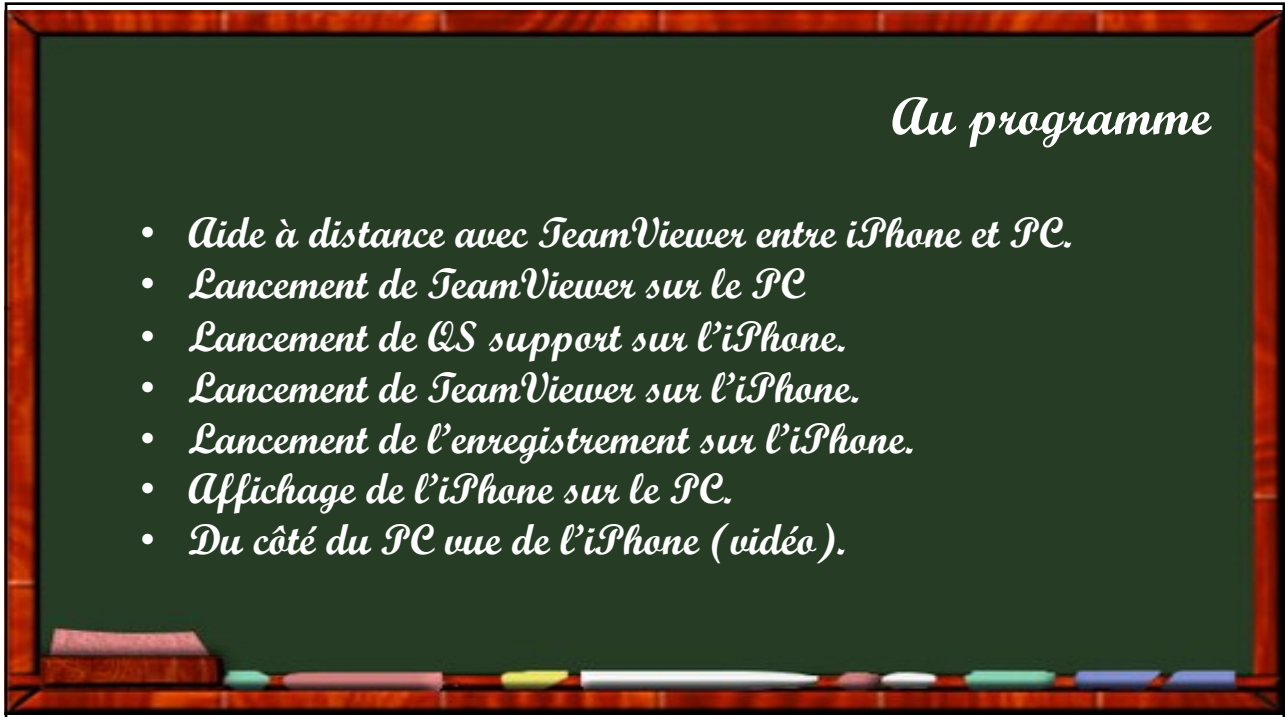 Au programme
• Aide à distance avec TeamViewer entre iPhone et PC.
• Lancement de TeamViewer sur le PC
• Lancement de QS support sur l'iPhone.
• Lancement de TeamViewer sur l'iPhone.
• Lancement de l'enregistrement sur l'iPhone.
• Affichage de l'iPhone sur le PC.
• Du côté du PC vue de l'iPhone (vidéo).